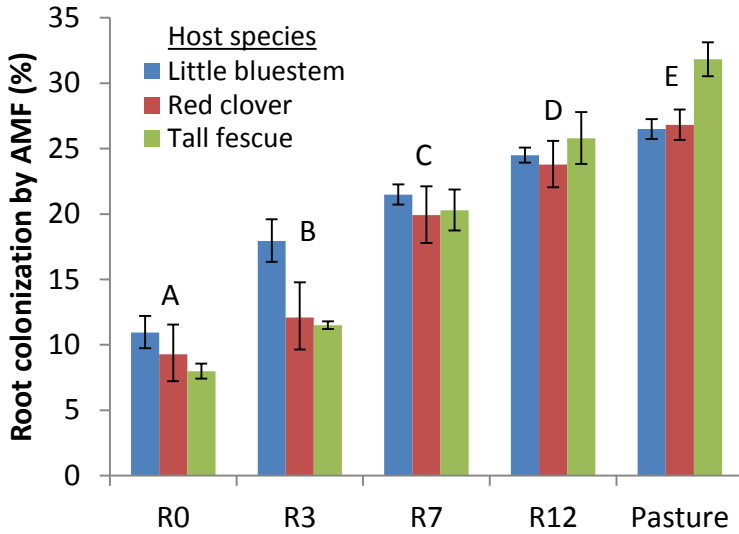 Root colonization by AMF (%)
35
30
25
20
15
10
5
0
Host species
Little bluestem
Red clover
Tall fescue
A
B
C
D
E
R0
R3
R7
R12
Pasture